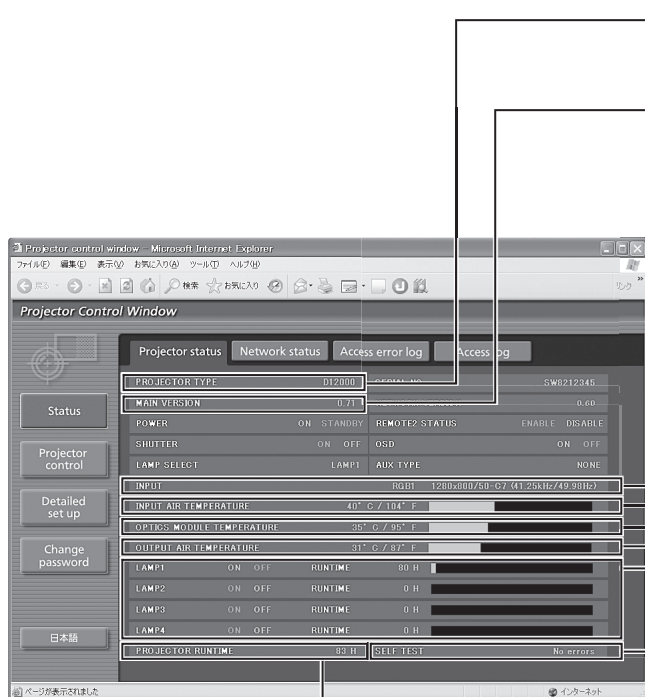 Projector control window - Microsoft Internet Explorer
ファイル(F) 編集(E) 表示(V) お気に入り(A) ツール(T) ヘルプ(H)
戻る 検索 お気に入り リンク »
Projector Control Window
Projector status Network status Access error log Access log
PROJECTOR TYPE D12000 SERIAL NO SW8212345
MAIN VERSION 0.71 0.60
POWER ON STANDBY REMOTE2 STATUS ENABLE DISABLE
SHUTTER ON OFF OSD ON OFF
LAMP SELECT LAMP1 AUX TYPE NONE
INPUT RGB1 1280x800/50-C7 (41.25kHz/49.98Hz)
INPUT AIR TEMPERATURE 40° C / 104° F
OPTICS MODULE TEMPERATURE 35° C / 95° F
OUTPUT AIR TEMPERATURE 31° C / 87° F
LAMP1 ON OFF RUNTIME 80 H
LAMP2 ON OFF RUNTIME 0 H
LAMP3 ON OFF RUNTIME 0 H
LAMP4 ON OFF RUNTIME 0 H
PROJECTOR RUNTIME 83 H SELF TEST No errors
Status
Projector
control
Detailed
set up
Change
password
日本語
ページが表示されました インターネット